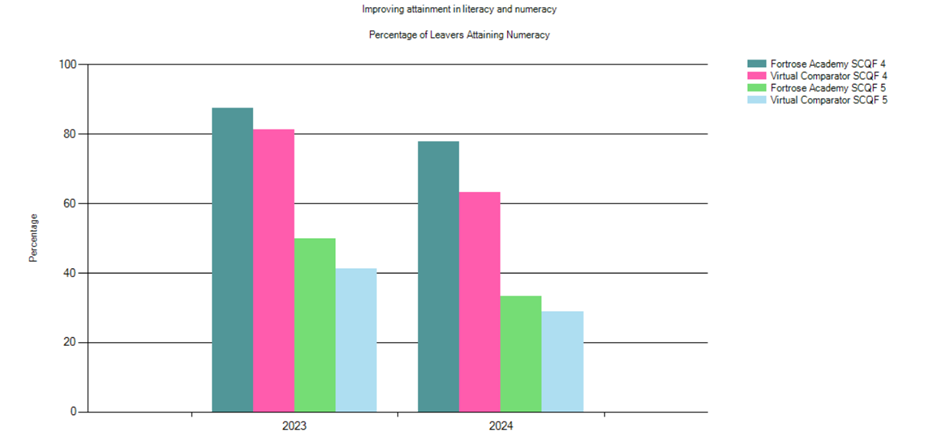 Improving attainment in literacy and numeracy
Percentage of Leavers Attaining Numeracy
Fortrose Academy SCQF 4
Virtual Comparator SCQF 4
Fortrose Academy SCQF 5
Virtual Comparator SCQF 5
Percentage
100
80
60
40
20
0
2023 2024